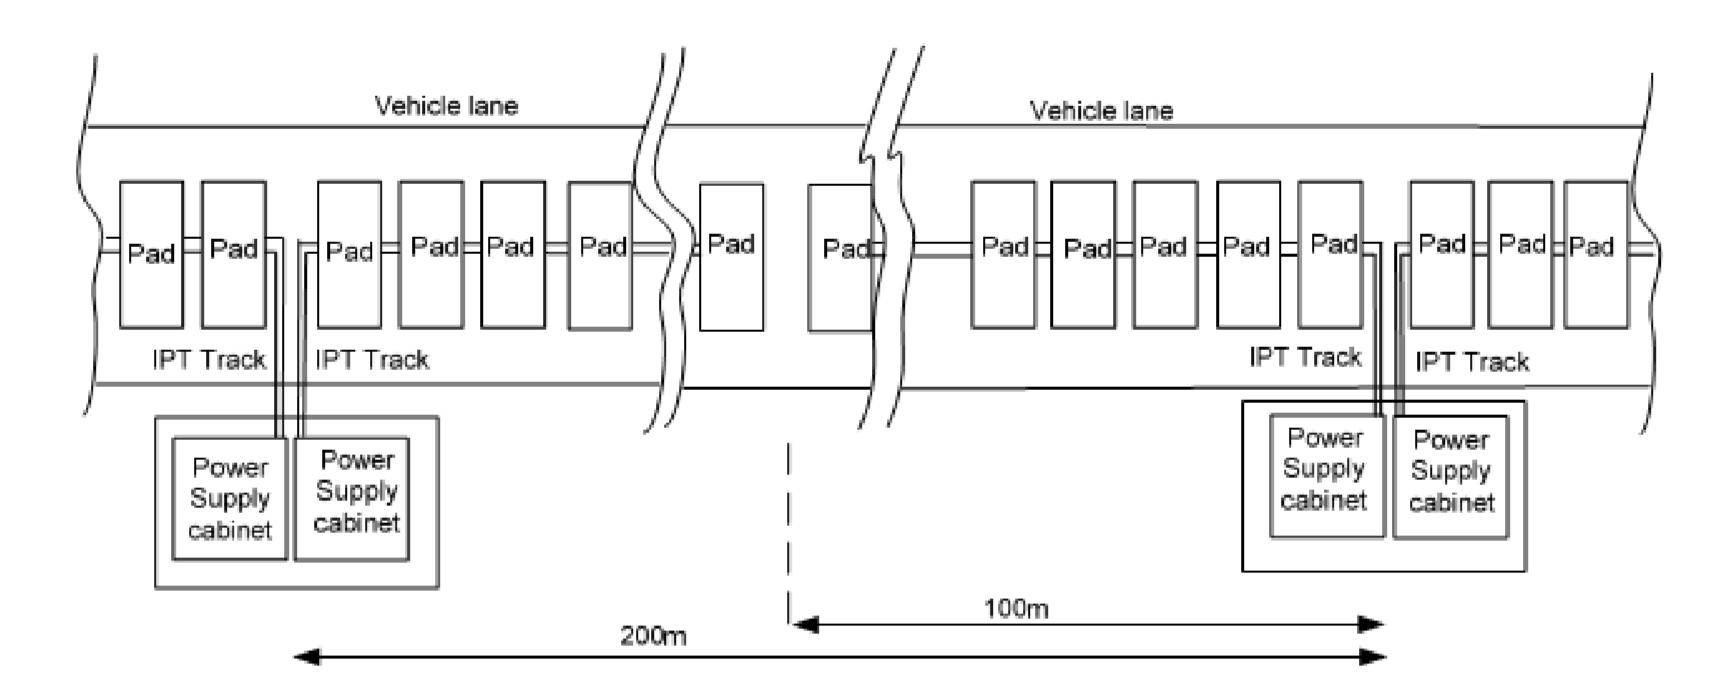 Vehicle lane
Vehicle lane
Pad Pad Pad Pad Pad Pad Pad Pad Pad Pad Pad Pad Pad Pad Pad Pad
IPT Track IPT Track IPT Track IPT Track
Power
Supply
cabinet
Power
Supply
cabinet
Power
Supply
cabinet
Power
Supply
cabinet
100m
200m